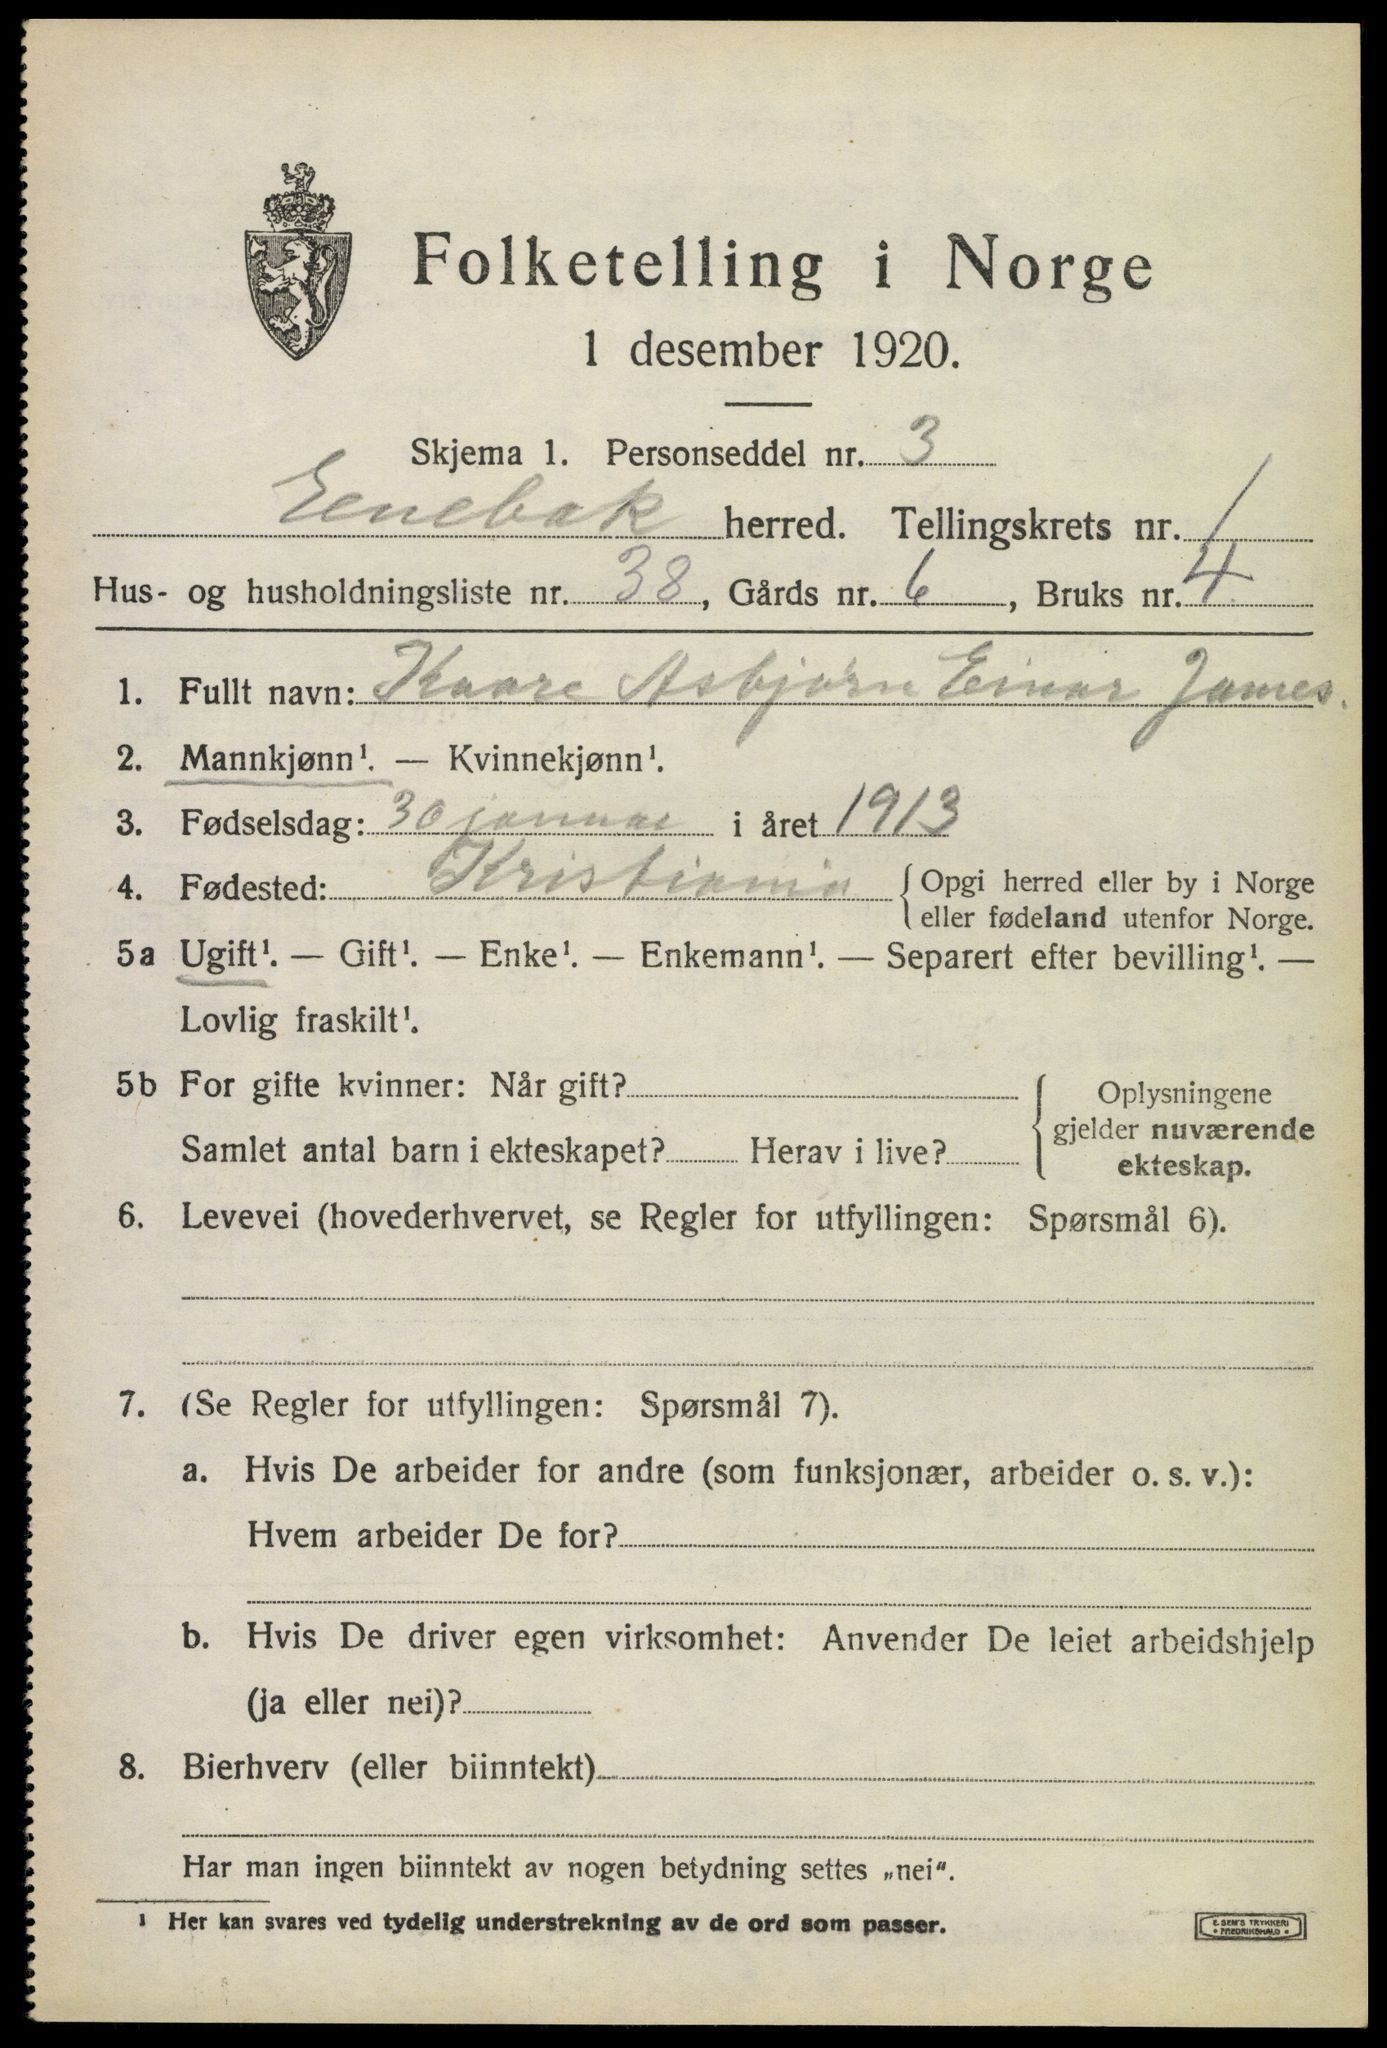 Folketelling i Norge
1 desember 1920.
Skjema 1. Personseddel nr. 3
Eenebak herred. Tellingskrets nr. 1
Hus- og husholdningsliste nr. 38, Gårds nr. 6, Bruks nr. 4
1. Fullt navn: Kaare Asbjørn Einar James.
2. Mannkjønn¹. — Kvinnekjønn¹.
3. Fødselsdag: 30 januar i året 1913
4. Fødested: Kristiania { Opgi herred eller by i Norge
eller fødeland utenfor Norge.
5a Ugift¹. — Gift¹. — Enke¹. — Enkemann¹. — Separert efter bevilling¹. —
Lovlig fraskilt¹.
5b For gifte kvinner: Når gift?
Samlet antal barn i ekteskapet? Herav i live?
Oplysningene
gjelder nuværende
ekteskap.
6. Levevei (hovederhvervet, se Regler for utfyllingen: Spørsmål 6).
7. (Se Regler for utfyllingen: Spørsmål 7).
a. Hvis De arbeider for andre (som funksjonær, arbeider o. s. v.):
Hvem arbeider De for?
b. Hvis De driver egen virksomhet: Anvender De leiet arbeidshjelp
(ja eller nei)?
8. Bierhverv (eller biinntekt)
Har man ingen biinntekt av nogen betydning settes „nei".
¹ Her kan svares ved tydelig understrekning av de ord som passer.
E. SEM'S TRYKKERI
• FREDRIKSHALD •